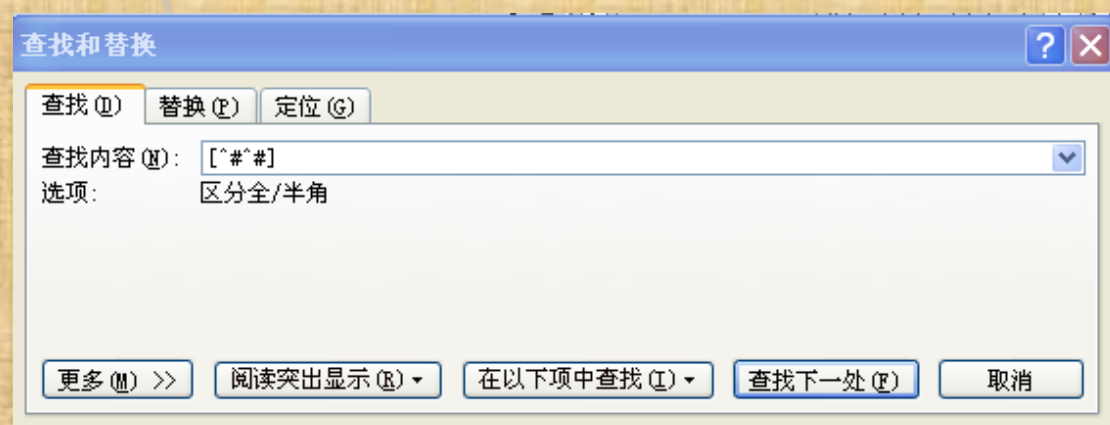 查找和替换
查找(D) 替换(P) 定位(G)
查找内容(N): [^#^#]
选项: 区分全/半角
更多(M) >> 阅读突出显示(R) 在以下项中查找(I) 查找下一处(F) 取消